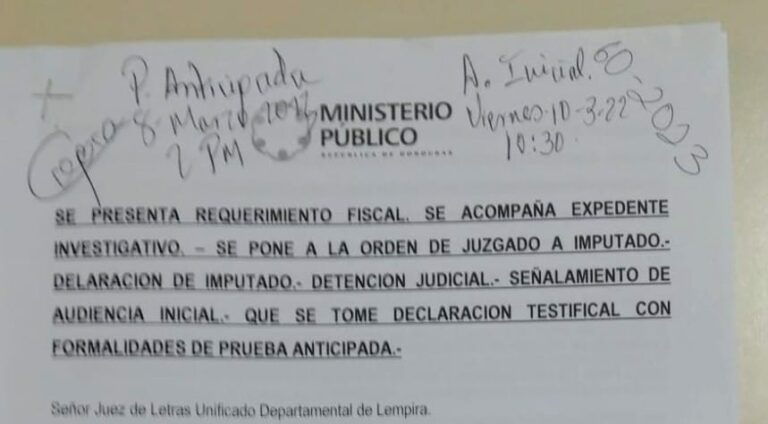 P. Anticipada
8 Marzo
2 PM
Copia
A. Inicial.
Viernes 10-3-22
2023
10:30
MINISTERIO
PÚBLICO
REPÚBLICA DE HONDURAS
SE PRESENTA REQUERIMIENTO FISCAL. SE ACOMPAÑA EXPEDENTE
INVESTIGATIVO. – SE PONE A LA ORDEN DE JUZGADO A IMPUTADO.-
DELARACION DE IMPUTADO.- DETENCION JUDICIAL.- SEÑALAMIENTO DE
AUDIENCIA INICIAL.- QUE SE TOME DECLARACION TESTIFICAL CON
FORMALIDADES DE PRUEBA ANTICIPADA.-
Señor Juez de Letras Unificado Departamental de Lempira.